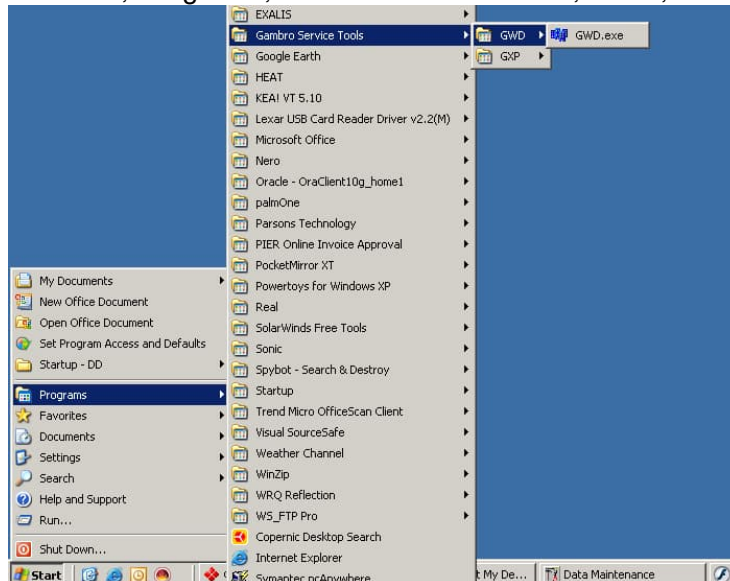 EXALIS
Gambro Service Tools
GWD
GWD.exe
Google Earth
GXP
HEAT
KEA! VT 5.10
Lexar USB Card Reader Driver v2.2(M)
Microsoft Office
Nero
Oracle - OraClient10g_home1
palmOne
Parsons Technology
PIER Online Invoice Approval
PocketMirror XT
Powertoys for Windows XP
Real
SolarWinds Free Tools
Sonic
Spybot - Search & Destroy
Startup
Trend Micro OfficeScan Client
Visual SourceSafe
Weather Channel
WinZip
WRQ Reflection
WS_FTP Pro
Copernic Desktop Search
Internet Explorer
Symantec pcAnywhere
My Documents
New Office Document
Open Office Document
Set Program Access and Defaults
Startup - DD
Programs
Favorites
Documents
Settings
Search
Help and Support
Run...
Shut Down...
Start
t My De...
Data Maintenance